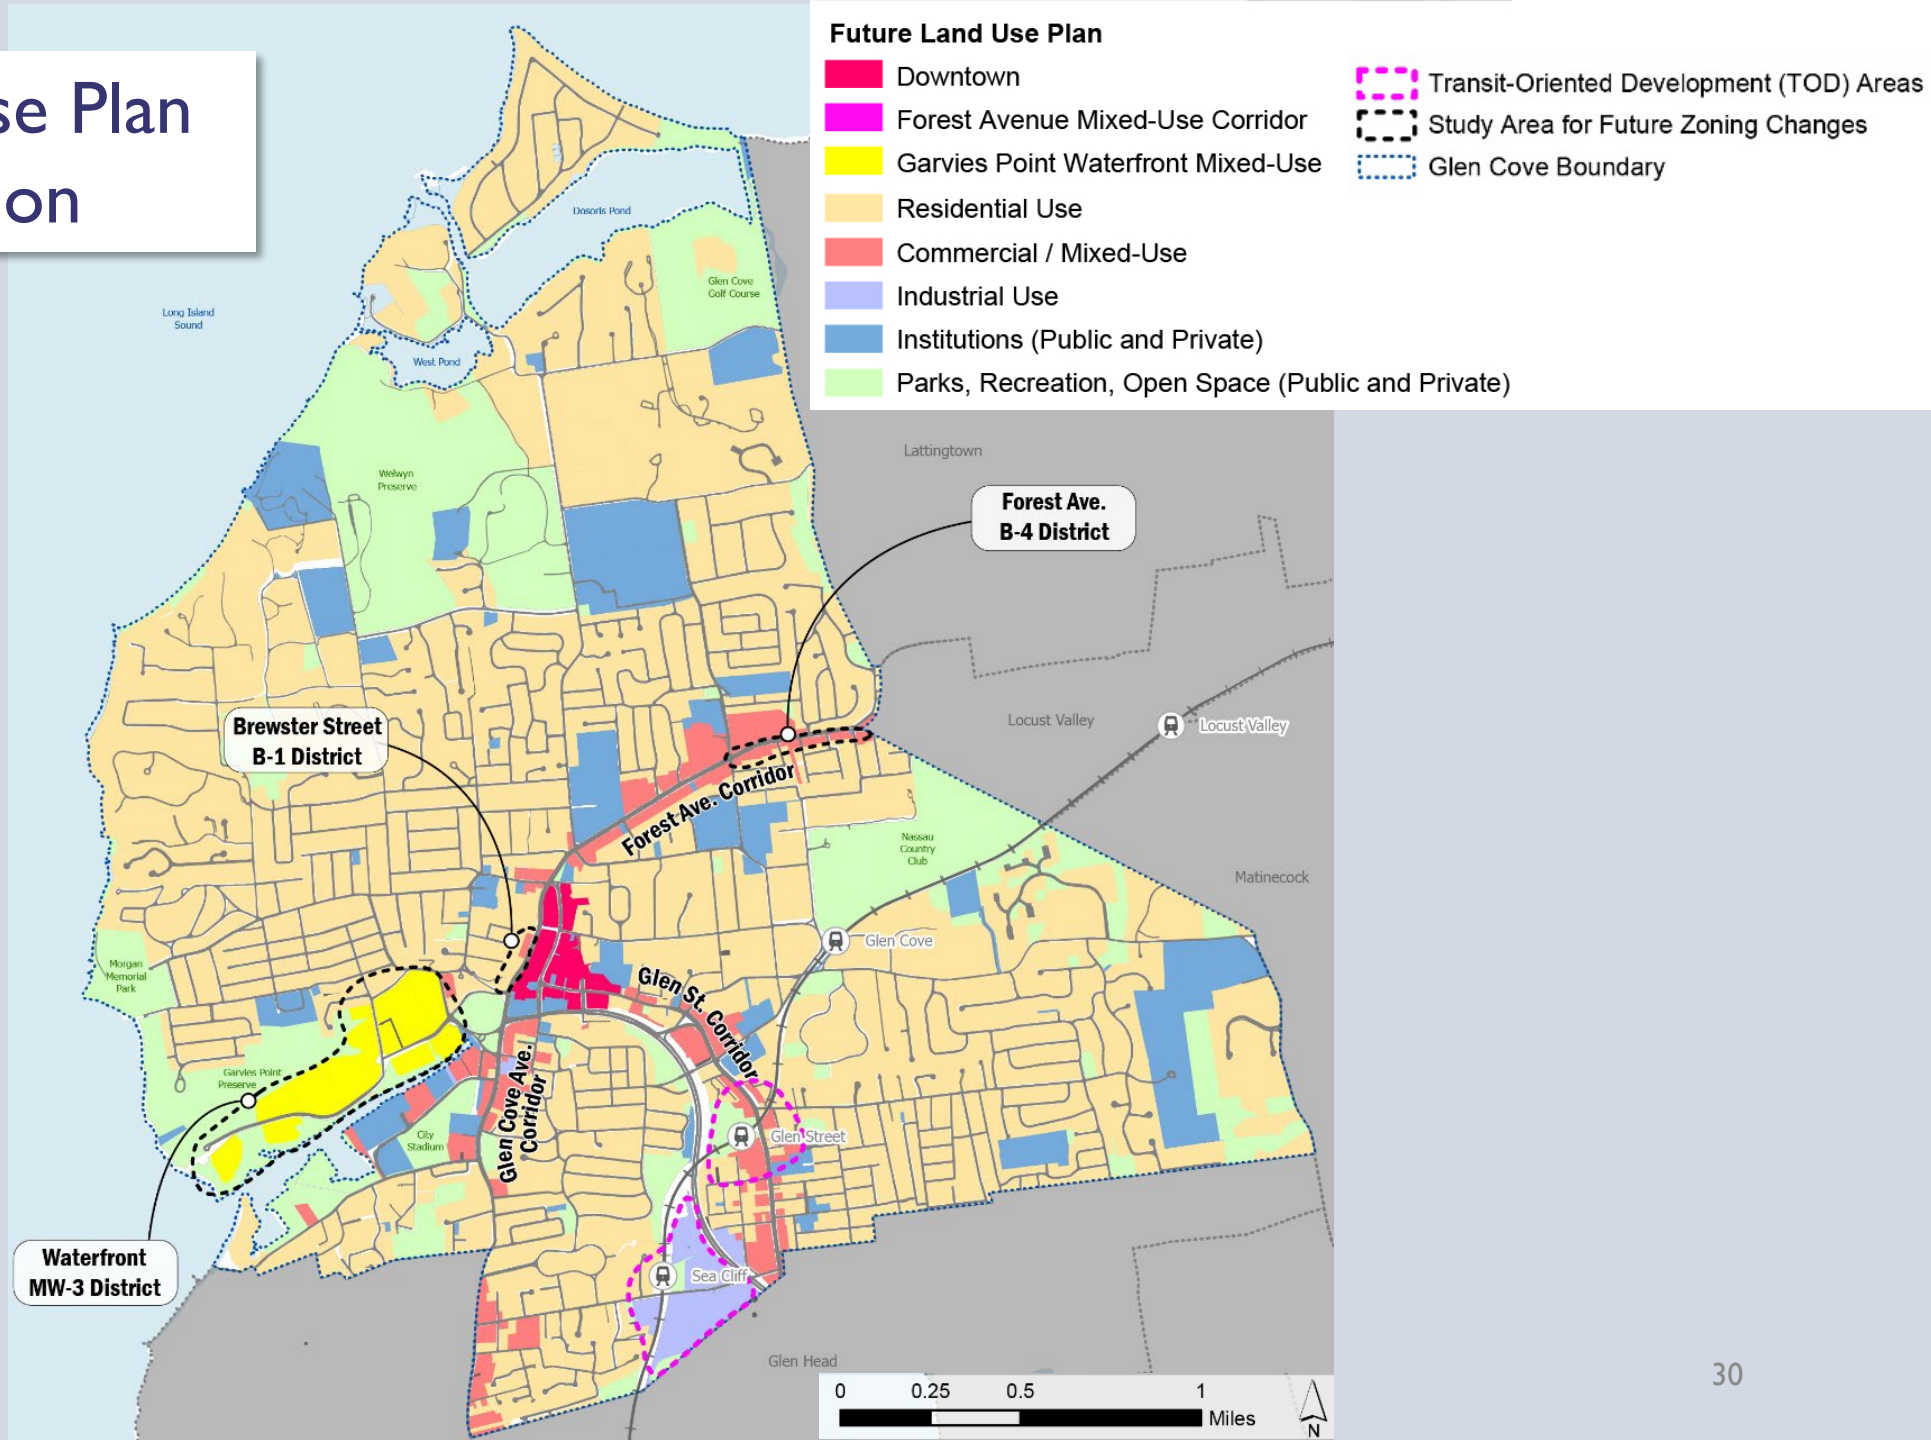 se Plan
on
Future Land Use Plan
Downtown
Forest Avenue Mixed-Use Corridor
Garvies Point Waterfront Mixed-Use
Residential Use
Commercial / Mixed-Use
Industrial Use
Institutions (Public and Private)
Parks, Recreation, Open Space (Public and Private)
Transit-Oriented Development (TOD) Areas
Study Area for Future Zoning Changes
Glen Cove Boundary
Dosoris Pond
Glen Cove
Golf Course
Long Island
Sound
West Pond
Welwyn
Preserve
Lattingtown
Forest Ave.
B-4 District
Brewster Street
B-1 District
Locust Valley
Locust Valley
Forest Ave. Corridor
Nassau
Country
Club
Matinecock
Glen Cove
Morgan
Memorial
Park
Glen St. Corridor
Garvies Point
Preserve
Glen Cove Ave.
Corridor
City
Stadium
Glen Street
Waterfront
MW-3 District
Sea Cliff
Glen Head
0 0.25 0.5 1
Miles
N
30